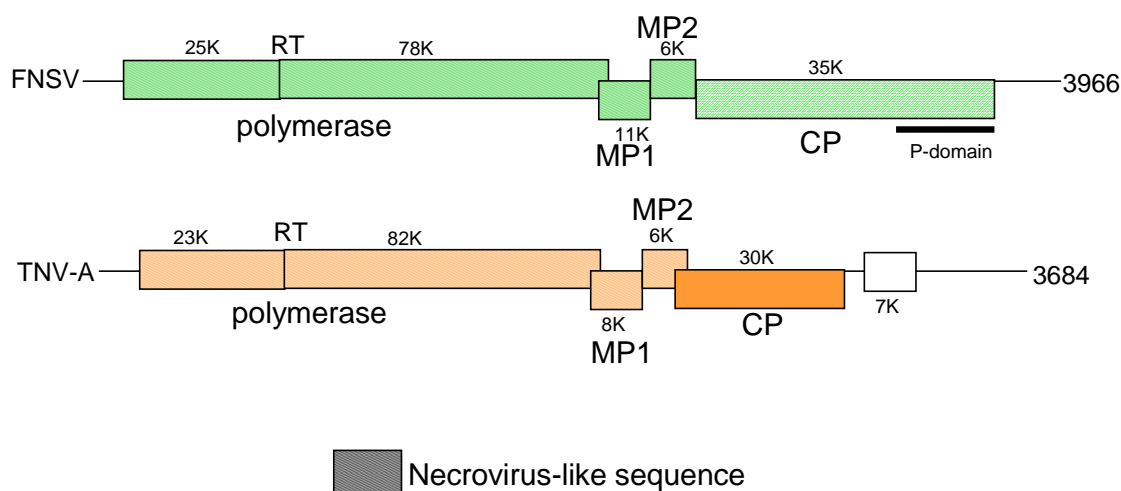 MP2
25K RT 78K 6K 35K
FNSV 3966
polymerase 11K CP
MP1 P-domain
MP2
23K RT 82K 6K 30K
TNV-A 3684
polymerase 8K CP 7K
MP1
Necrovirus-like sequence